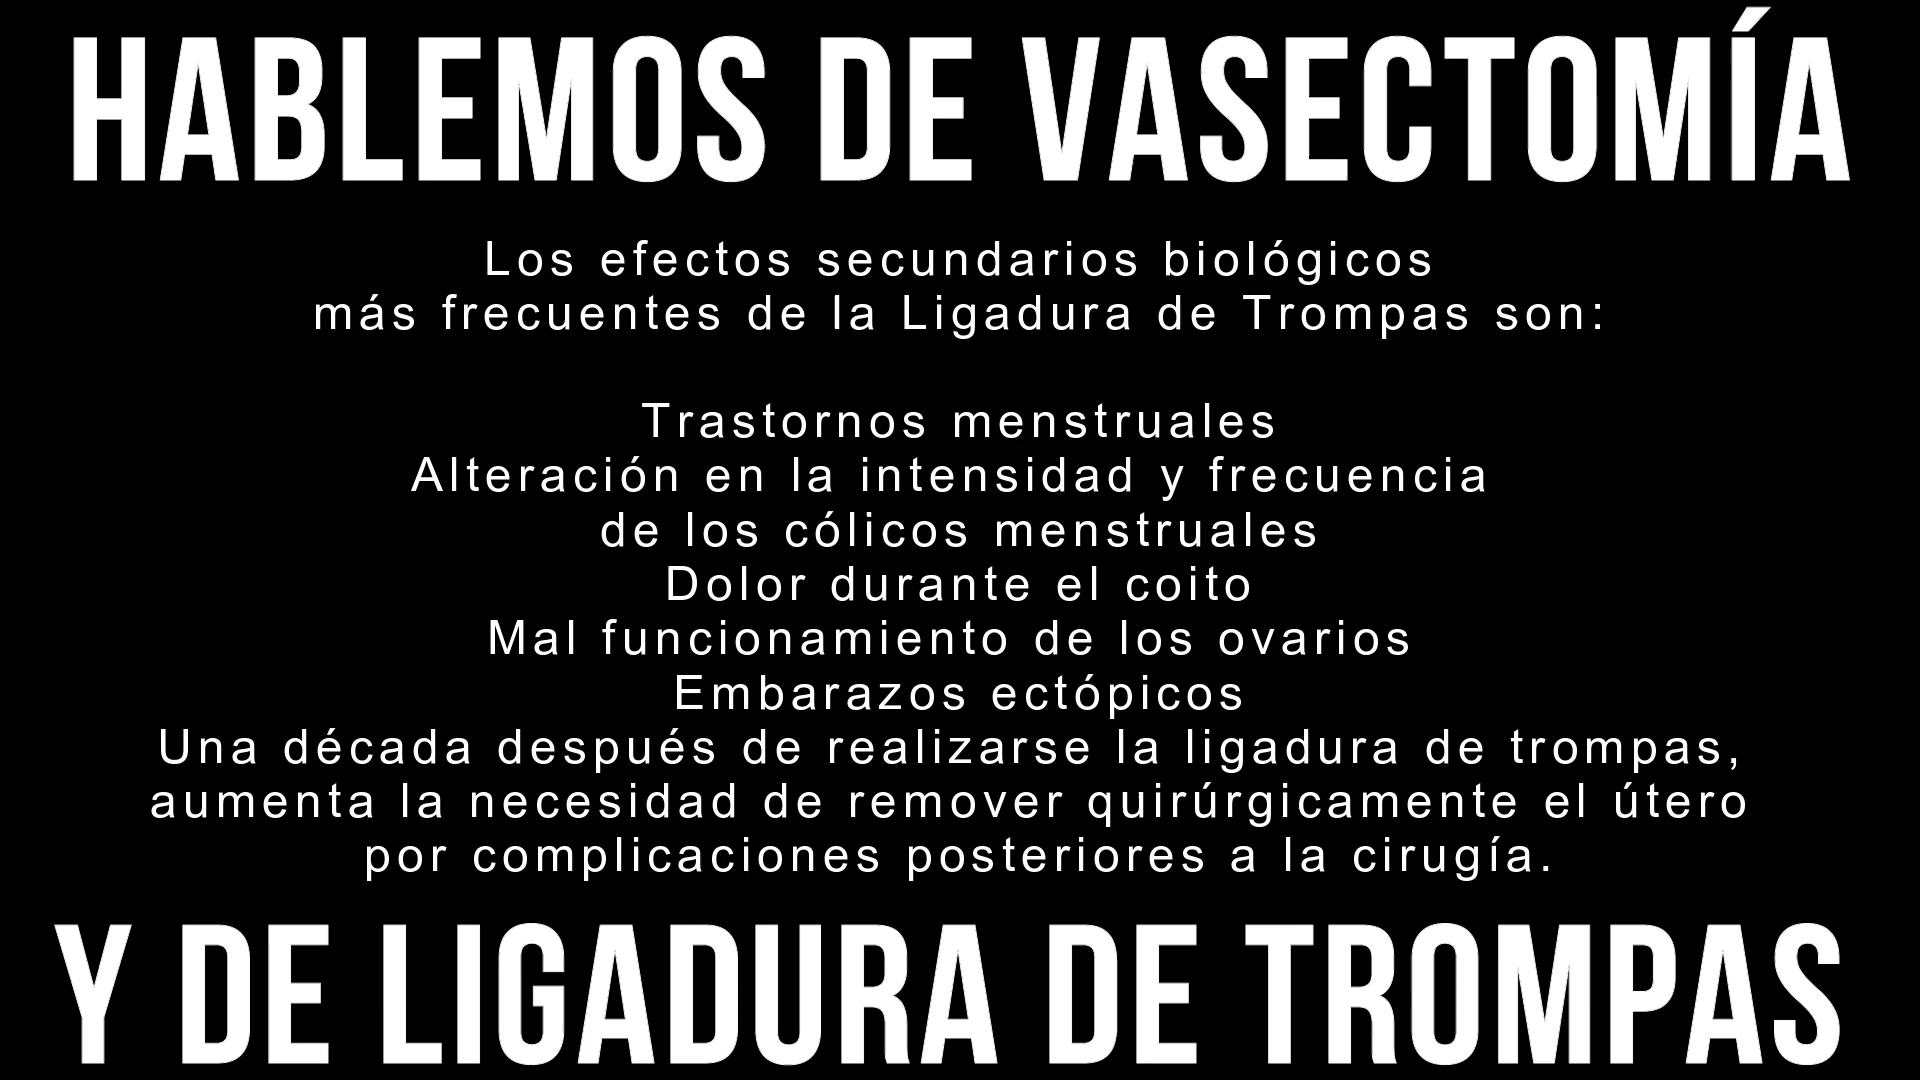 HABLEMOS DE VASECTOMÍA
Los efectos secundarios biológicos
más frecuentes de la Ligadura de Trompas son:
Trastornos menstruales
Alteración en la intensidad y frecuencia
de los cólicos menstruales
Dolor durante el coito
Mal funcionamiento de los ovarios
Embarazos ectópicos
Una década después de realizarse la ligadura de trompas,
aumenta la necesidad de remover quirúrgicamente el útero
por complicaciones posteriores a la cirugía.
Y DE LIGADURA DE TROMPAS